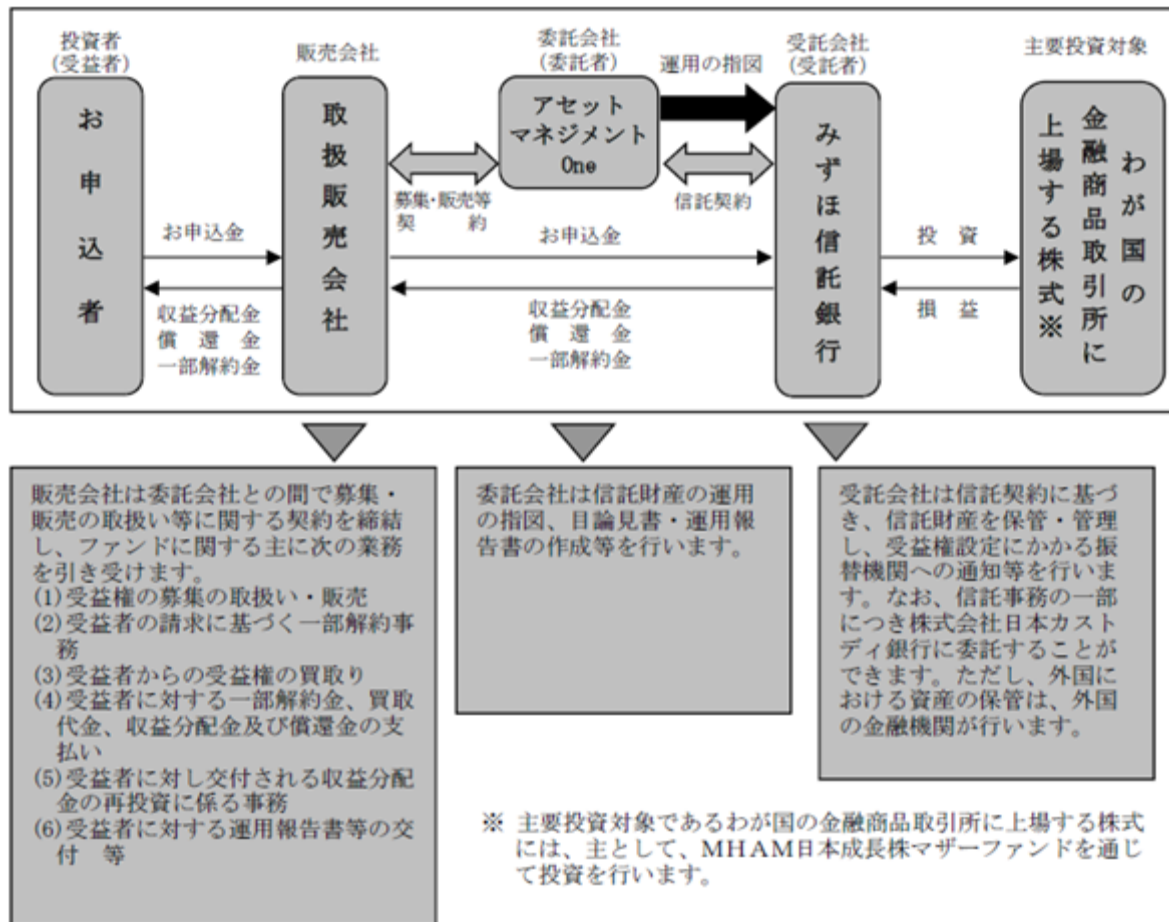 投資者
(受益者)
販売会社
委託会社
(委託者)
運用の指図
受託会社
(受託者)
主要投資対象
お申込者
取扱販売会社
アセット
マネジメント
One
みずほ信託銀行
わが国の
金融商品取引所に
上場する株式※
募集・販売等
契　　約
信託契約
お申込金
お申込金
投　資
収益分配金
償　還　金
一部解約金
収益分配金
償　還　金
一部解約金
損　益
販売会社は委託会社との間で募集・
販売の取扱い等に関する契約を締結
し、ファンドに関する主に次の業務
を引き受けます。
(1)受益権の募集の取扱い・販売
(2)受益者の請求に基づく一部解約事
務
(3)受益者からの受益権の買取り
(4)受益者に対する一部解約金、買取
代金、収益分配金及び償還金の支
払い
(5)受益者に対し交付される収益分配
金の再投資に係る事務
(6)受益者に対する運用報告書等の交
付　等
委託会社は信託財産の運用
の指図、目論見書・運用報
告書の作成等を行います。
受託会社は信託契約に基づ
き、信託財産を保管・管理
し、受益権設定にかかる振
替機関への通知等を行いま
す。なお、信託事務の一部
につき株式会社日本カスト
ディ銀行に委託することが
できます。ただし、外国に
おける資産の保管は、外国
の金融機関が行います。
※ 主要投資対象であるわが国の金融商品取引所に上場する株式
には、主として、MHAM日本成長株マザーファンドを通じ
て投資を行います。